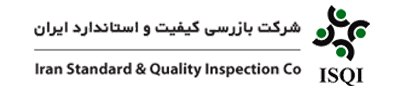 شرکت بازرسی کیفیت و استاندارد ایران
Iran Standard & Quality Inspection Co
ISQI